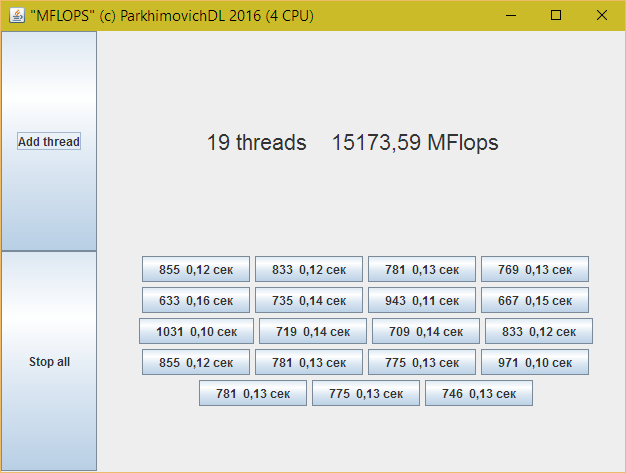 "MFLOPS" (c) ParkhimovichDL 2016 (4 CPU)
Add thread
19 threads 15173,59 MFlops
855 0,12 сек 833 0,12 сек 781 0,13 сек 769 0,13 сек
633 0,16 сек 735 0,14 сек 943 0,11 сек 667 0,15 сек
1031 0,10 сек 719 0,14 сек 709 0,14 сек 833 0,12 сек
Stop all
855 0,12 сек 781 0,13 сек 775 0,13 сек 971 0,10 сек
781 0,13 сек 775 0,13 сек 746 0,13 сек